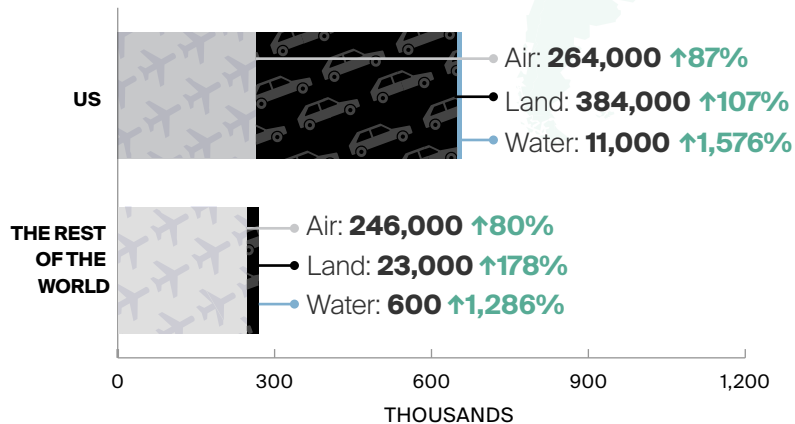 US
Air: 264,000 ↑87%
Land: 384,000 ↑107%
Water: 11,000 ↑1,576%
THE REST
OF THE
WORLD
Air: 246,000 ↑80%
Land: 23,000 ↑178%
Water: 600 ↑1,286%
0 300 600 900 1,200
THOUSANDS